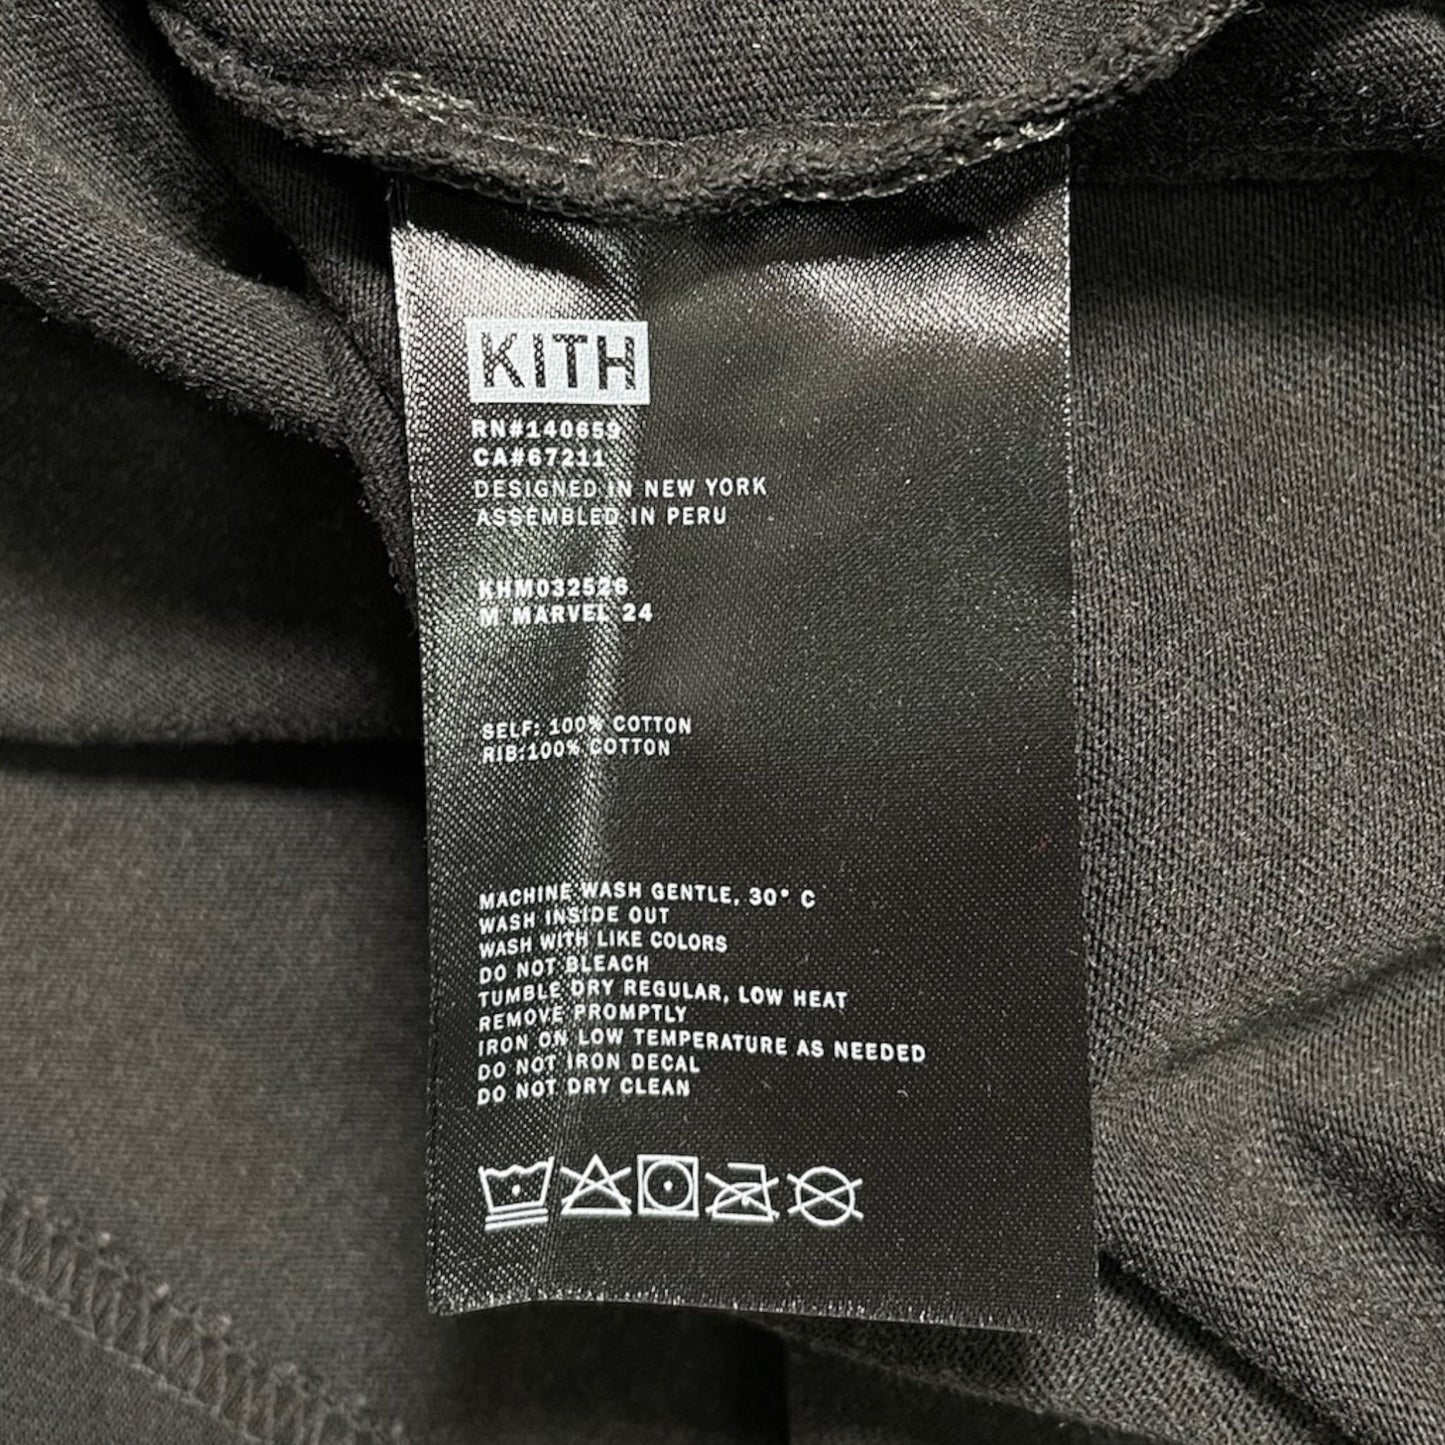 KITH
RN#140659
CA#67211
DESIGNED IN NEW YORK
ASSEMBLED IN PERU
KHM032526
M MARVEL 24
SELF: 100% COTTON
RIB:100% COTTON
MACHINE WASH GENTLE, 30° C
WASH INSIDE OUT
WASH WITH LIKE COLORS
DO NOT BLEACH
TUMBLE DRY REGULAR, LOW HEAT
REMOVE PROMPTLY
IRON ON LOW TEMPERATURE AS NEEDED
DO NOT IRON DECAL
DO NOT DRY CLEAN